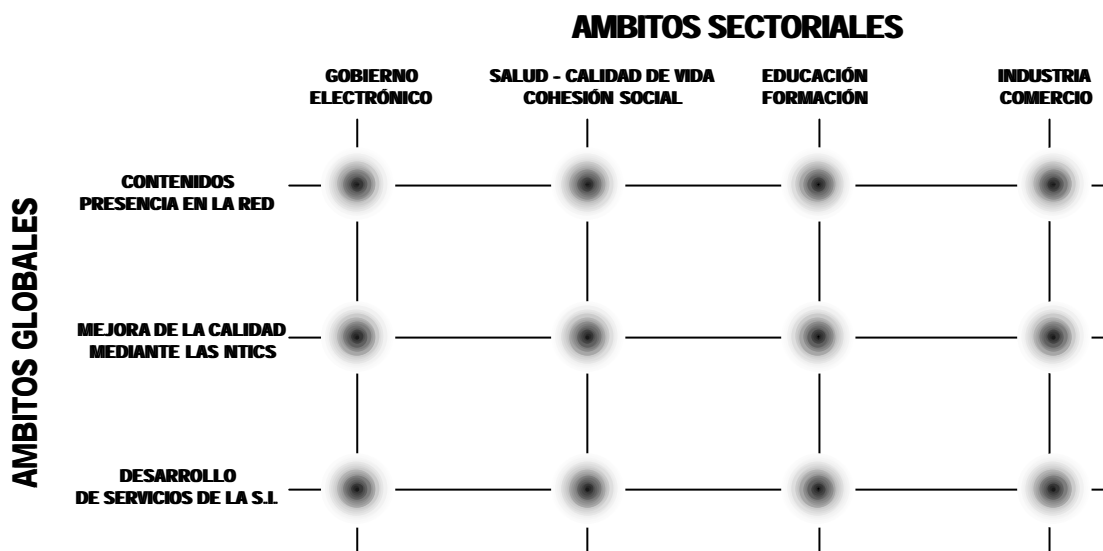 AMBITOS SECTORIALES
GOBIERNO
ELECTRÓNICO
SALUD - CALIDAD DE VIDA
COHESIÓN SOCIAL
EDUCACIÓN
FORMACIÓN
INDUSTRIA
COMERCIO
AMBITOS GLOBALES
CONTENIDOS
PRESENCIA EN LA RED
MEJORA DE LA CALIDAD
MEDIANTE LAS NTICS
DESARROLLO
DE SERVICIOS DE LA S.I.